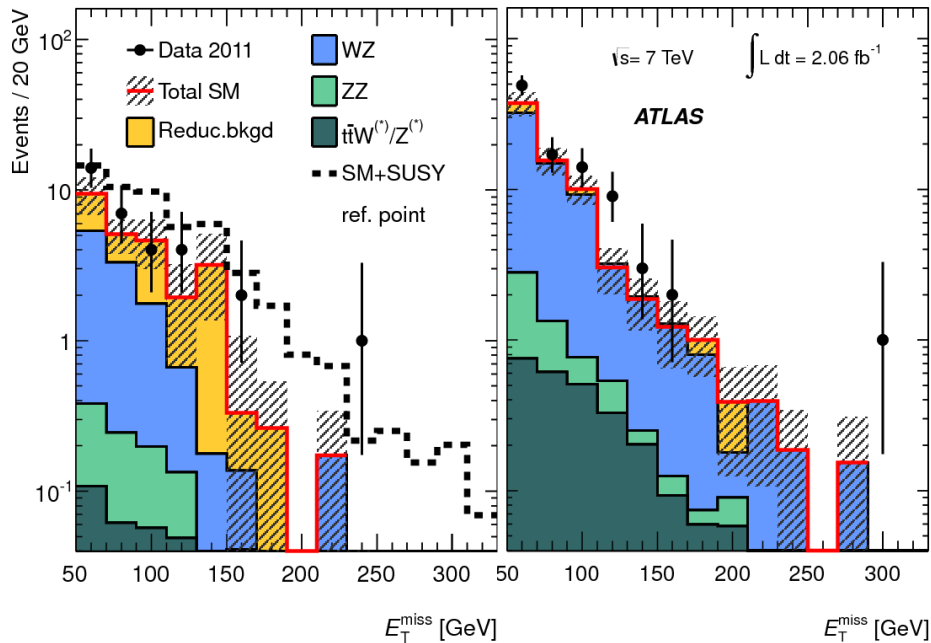 Events / 20 GeV
10²
10
1
10⁻¹
Data 2011
Total SM
Reduc.bkgd
WZ
ZZ
tt̄W⁽*⁾/Z⁽*⁾
SM+SUSY
ref. point
50 100 150 200 250 300
E_T^miss [GeV]
√s= 7 TeV
∫L dt = 2.06 fb⁻¹
ATLAS
50 100 150 200 250 300
E_T^miss [GeV]